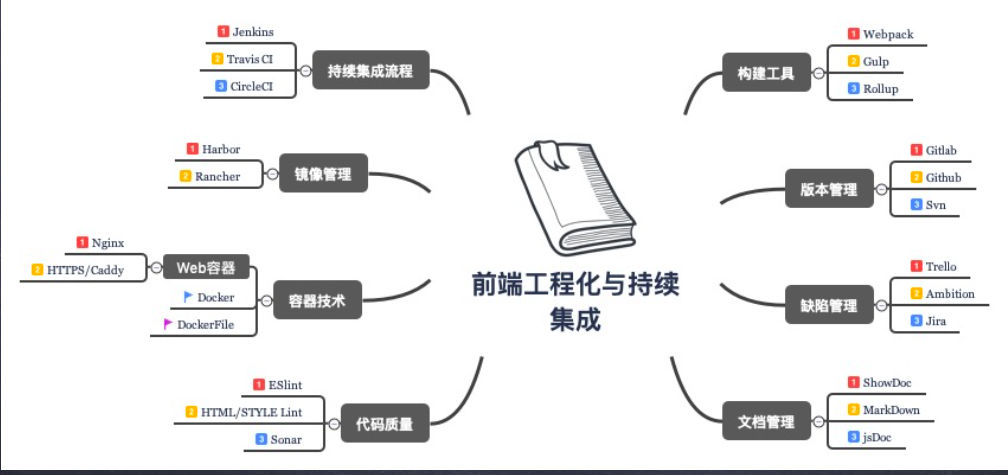 前端工程化与持续
集成
持续集成流程
1 Jenkins
2 Travis CI
3 CircleCI
镜像管理
1 Harbor
2 Rancher
容器技术
Web容器
1 Nginx
2 HTTPS/Caddy
Docker
DockerFile
代码质量
1 ESlint
2 HTML/STYLE Lint
3 Sonar
构建工具
1 Webpack
2 Gulp
3 Rollup
版本管理
1 Gitlab
2 Github
3 Svn
缺陷管理
1 Trello
2 Ambition
3 Jira
文档管理
1 ShowDoc
2 MarkDown
3 jsDoc